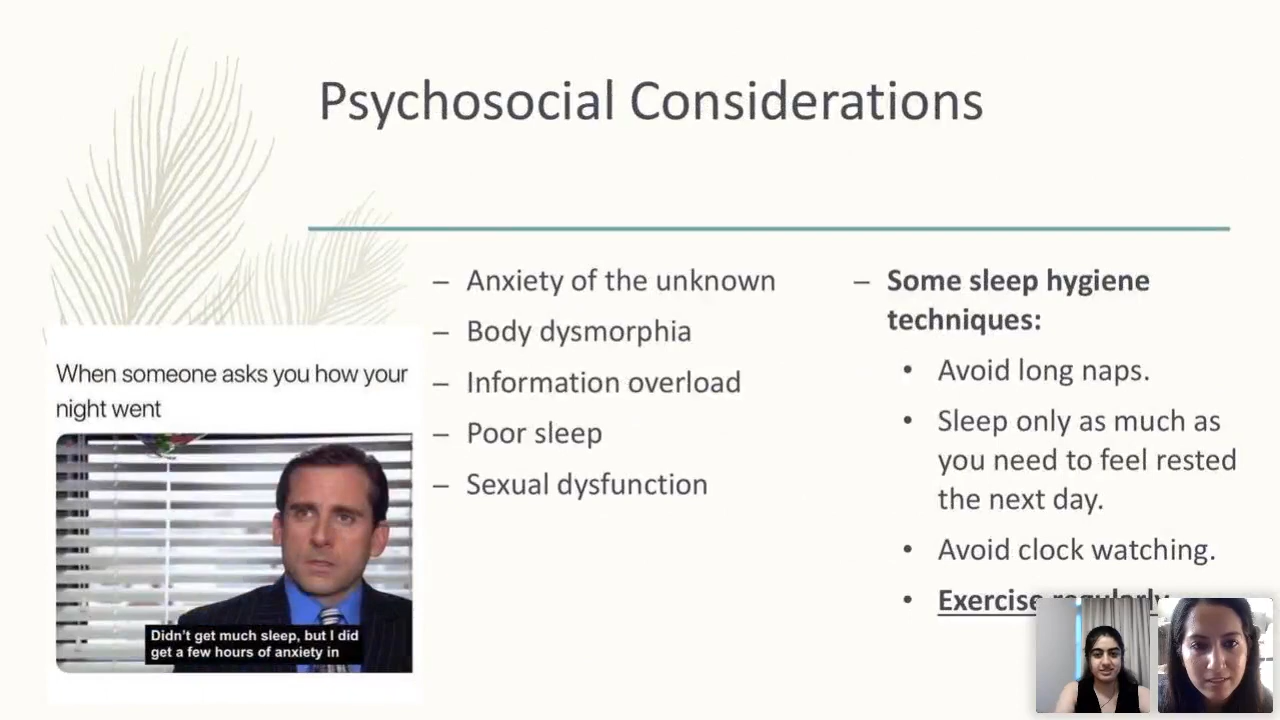 Psychosocial Considerations
– Anxiety of the unknown
– Body dysmorphia
– Information overload
– Poor sleep
– Sexual dysfunction
– Some sleep hygiene
techniques:
• Avoid long naps.
• Sleep only as much as
you need to feel rested
the next day.
• Avoid clock watching.
• Exercise regularly
When someone asks you how your
night went
Didn't get much sleep, but I did
get a few hours of anxiety in